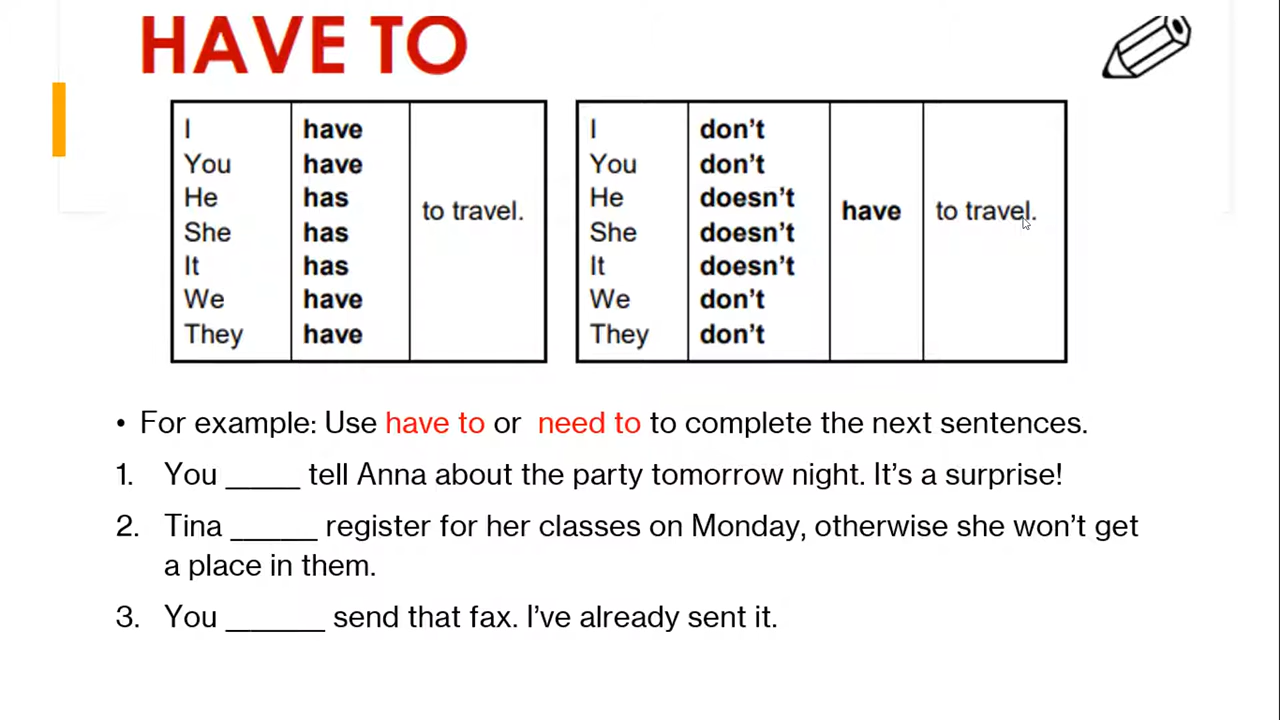 HAVE TO
I have
You have
He has
to travel.
She has
It has
We have
They have
I don’t
You don’t
He doesn’t
have to travel.
She doesn’t
It doesn’t
We don’t
They don’t
• For example: Use have to or need to to complete the next sentences.
1. You _____ tell Anna about the party tomorrow night. It’s a surprise!
2. Tina ______ register for her classes on Monday, otherwise she won’t get
a place in them.
3. You _______ send that fax. I’ve already sent it.